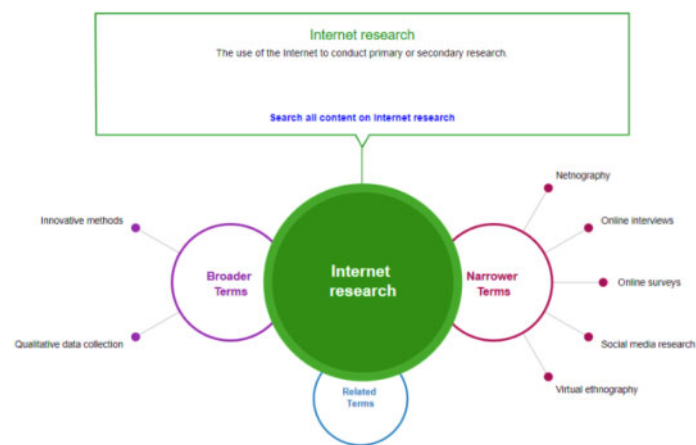 Internet research
The use of the Internet to conduct primary or secondary research.
Search all content on Internet research
Netnography
Innovative methods
Online interviews
Broader
Terms
Internet
research
Narrower
Terms
Online surveys
Qualitative data collection
Social media research
Related
Terms
Virtual ethnography